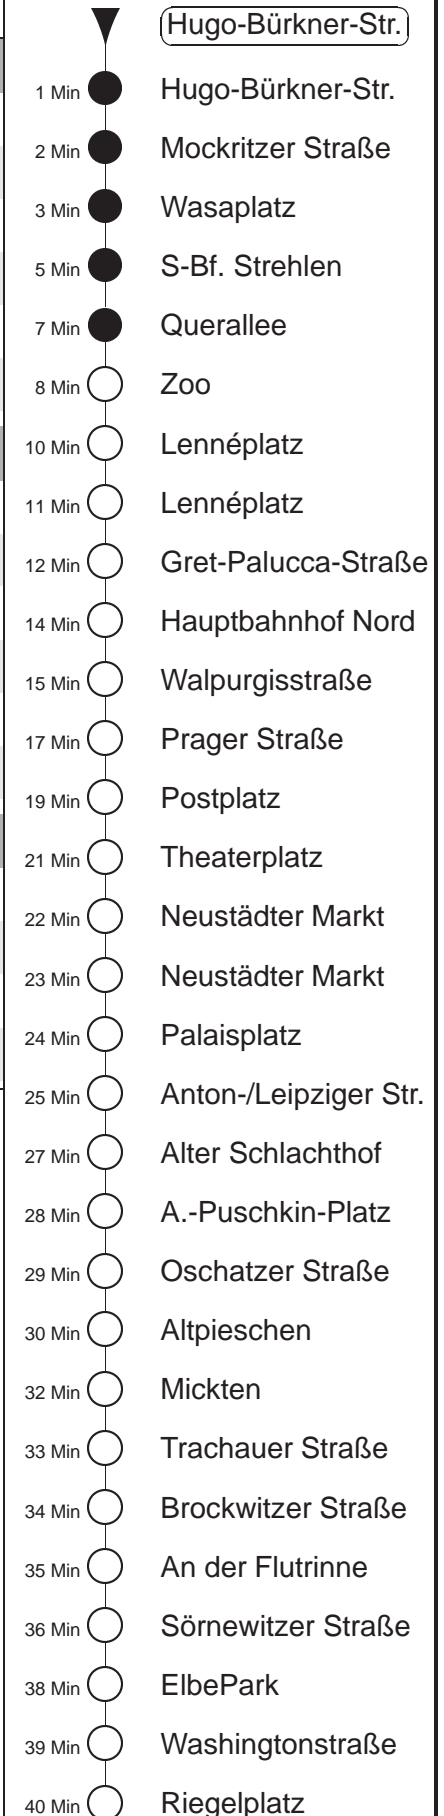 Hugo-Bürkner-Str.
1 Min Hugo-Bürkner-Str.
2 Min Mockritzer Straße
3 Min Wasaplatz
5 Min S-Bf. Strehlen
7 Min Querallee
8 Min Zoo
10 Min Lennéplatz
11 Min Lennéplatz
12 Min Gret-Palucca-Straße
14 Min Hauptbahnhof Nord
15 Min Walpurgisstraße
17 Min Prager Straße
19 Min Postplatz
21 Min Theaterplatz
22 Min Neustädter Markt
23 Min Neustädter Markt
24 Min Palaisplatz
25 Min Anton-/Leipziger Str.
27 Min Alter Schlachthof
28 Min A.-Puschkin-Platz
29 Min Oschatzer Straße
30 Min Altpieschen
32 Min Mickten
33 Min Trachauer Straße
34 Min Brockwitzer Straße
35 Min An der Flutrinne
36 Min Sörnewitzer Straße
38 Min ElbePark
39 Min Washingtonstraße
40 Min Riegelplatz